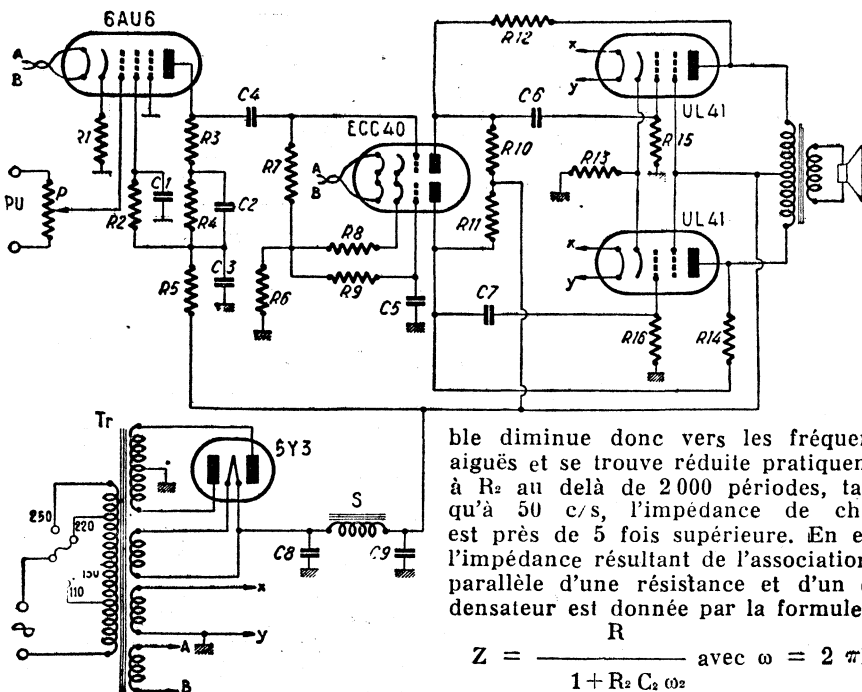 6AU6
A
B
R1
PU
P
R2
C1
R3
R4
C2
C3
R5
C4
R7
ECC40
A
B
R8
R9
R6
C5
R12
C6
R10
R11
C7
x
y
UL41
R15
R13
UL41
x
y
R16
R14
Tr
250
220
150
110
5Y3
S
C8
C9
x
y
A
B
ble diminue donc vers les fréquen
aiguës et se trouve réduite pratiquem
à R₂ au delà de 2 000 périodes, ta
qu'à 50 c/s, l'impédance de ch
est près de 5 fois supérieure. En e
l'impédance résultant de l'association
parallèle d'une résistance et d'un
densateur est donnée par la formule
Z = R / 1 + R₂ C₂ ω₂ avec ω = 2 π